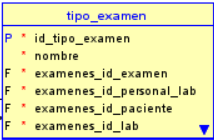 tipo_examen
P * id_tipo_examen
* nombre
F * examenes_id_examen
F * examenes_id_personal_lab
F * examenes_id_paciente
F * examenes_id_lab